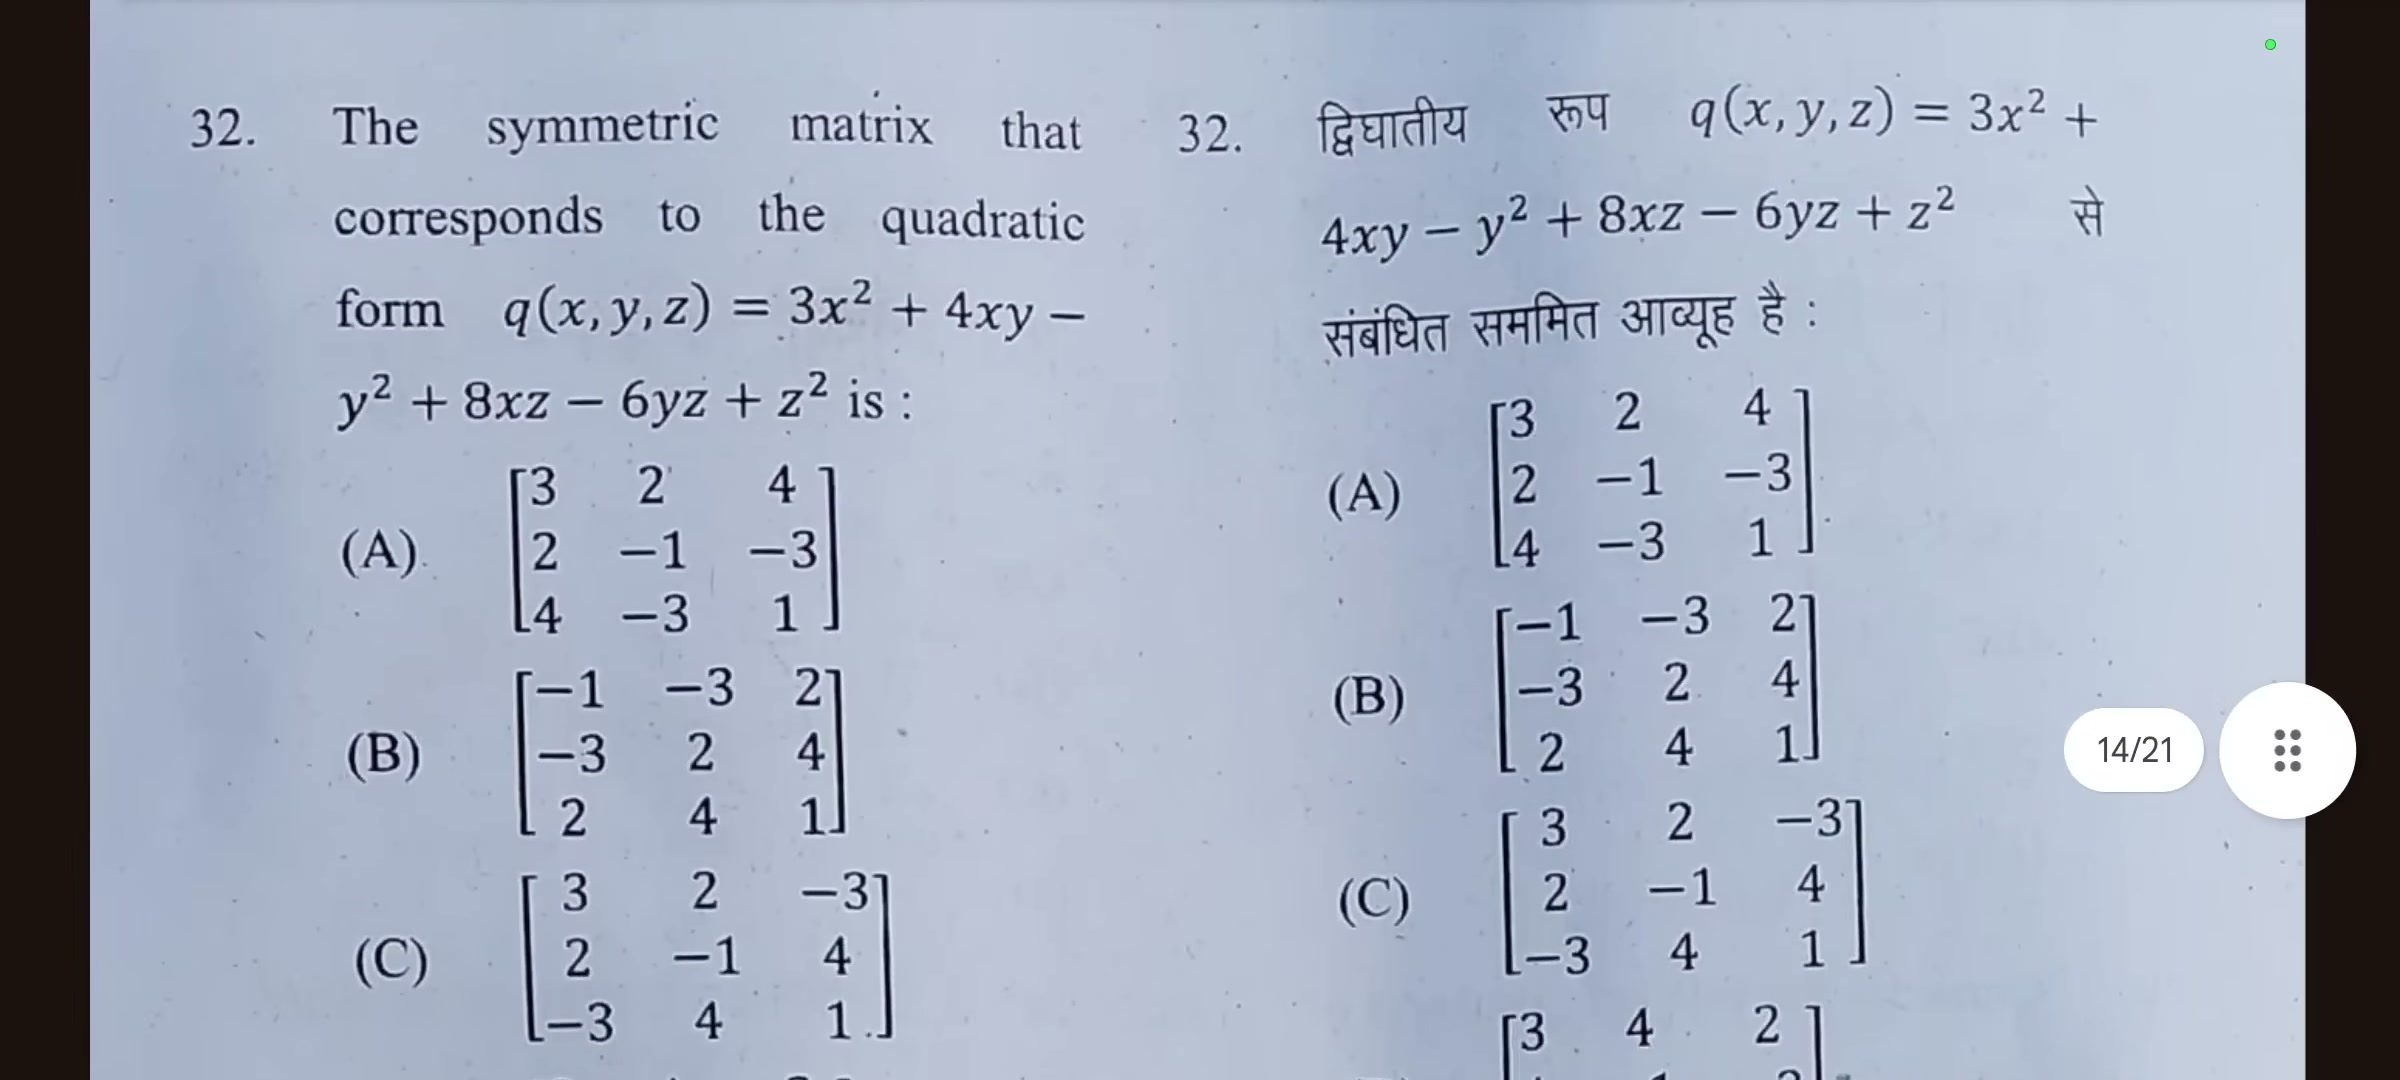 32. The symmetric matrix that
corresponds to the quadratic
form q(x, y, z) = 3x² + 4xy −
y² + 8xz − 6yz + z² is :
(A) [3 2 4
2 −1 −3
4 −3 1]
(B) [−1 −3 2
−3 2 4
2 4 1]
(C) [3 2 −3
2 −1 4
−3 4 1]
32. द्विघातीय रूप q(x, y, z) = 3x² +
4xy − y² + 8xz − 6yz + z² से
संबंधित सममित आव्यूह है :
(A) [3 2 4
2 −1 −3
4 −3 1]
(B) [−1 −3 2
−3 2 4
2 4 1]
(C) [3 2 −3
2 −1 4
−3 4 1]
[3 4 2]
14/21